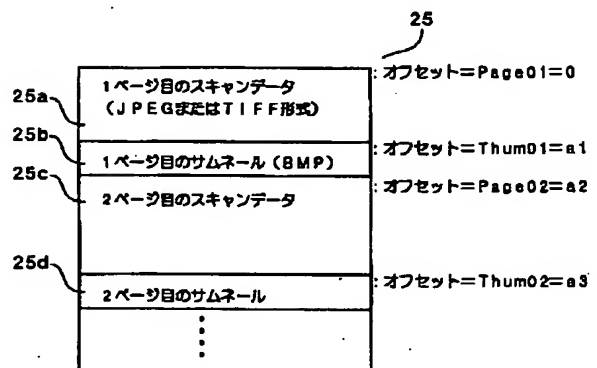 25
25a
1ページ目のスキャンデータ
(JPEGまたはTIFF形式)
:オフセット=Page01=0
25b
1ページ目のサムネール(BMP)
:オフセット=Thum01=a1
25c
2ページ目のスキャンデータ
:オフセット=Page02=a2
25d
2ページ目のサムネール
:オフセット=Thum02=a3